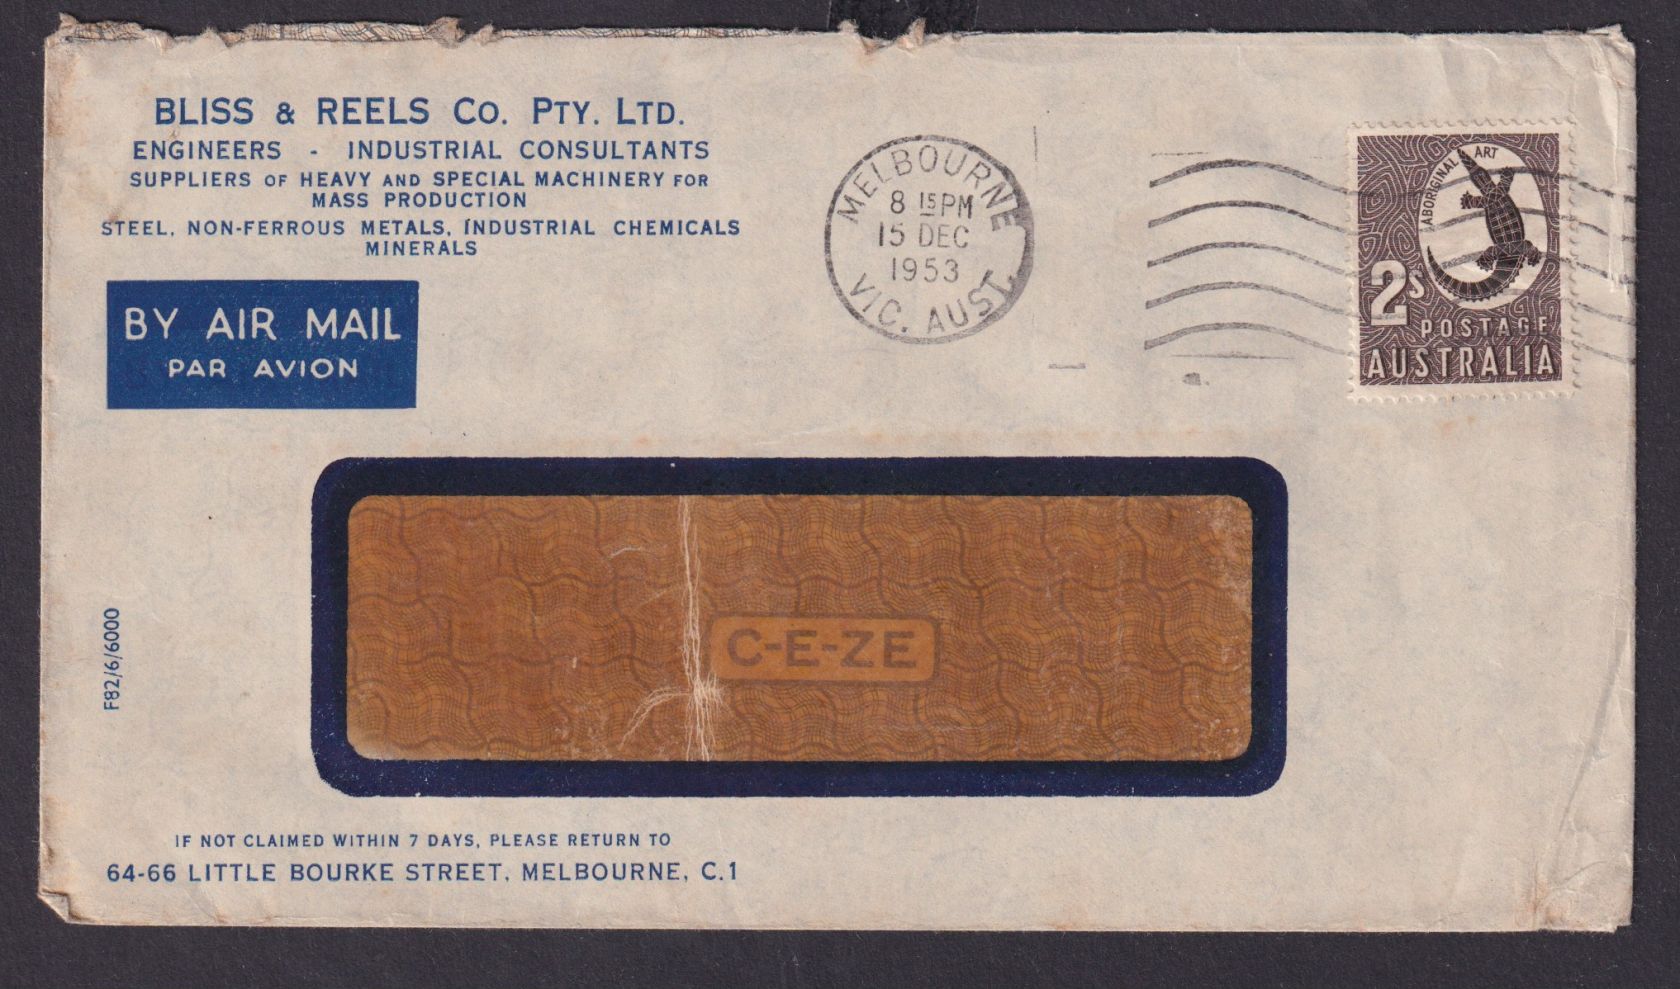 BLISS & REELS CO. PTY. LTD.
ENGINEERS - INDUSTRIAL CONSULTANTS
SUPPLIERS OF HEAVY AND SPECIAL MACHINERY FOR
MASS PRODUCTION
STEEL, NON-FERROUS METALS, INDUSTRIAL CHEMICALS
MINERALS
BY AIR MAIL
PAR AVION
MELBOURNE
8 15 PM
15 DEC
1953
VIC. AUST.
ABORIGINAL ART
2S
POSTAGE
AUSTRALIA
C-E-ZE
F82/6/6000
IF NOT CLAIMED WITHIN 7 DAYS, PLEASE RETURN TO
64-66 LITTLE BOURKE STREET, MELBOURNE, C.1